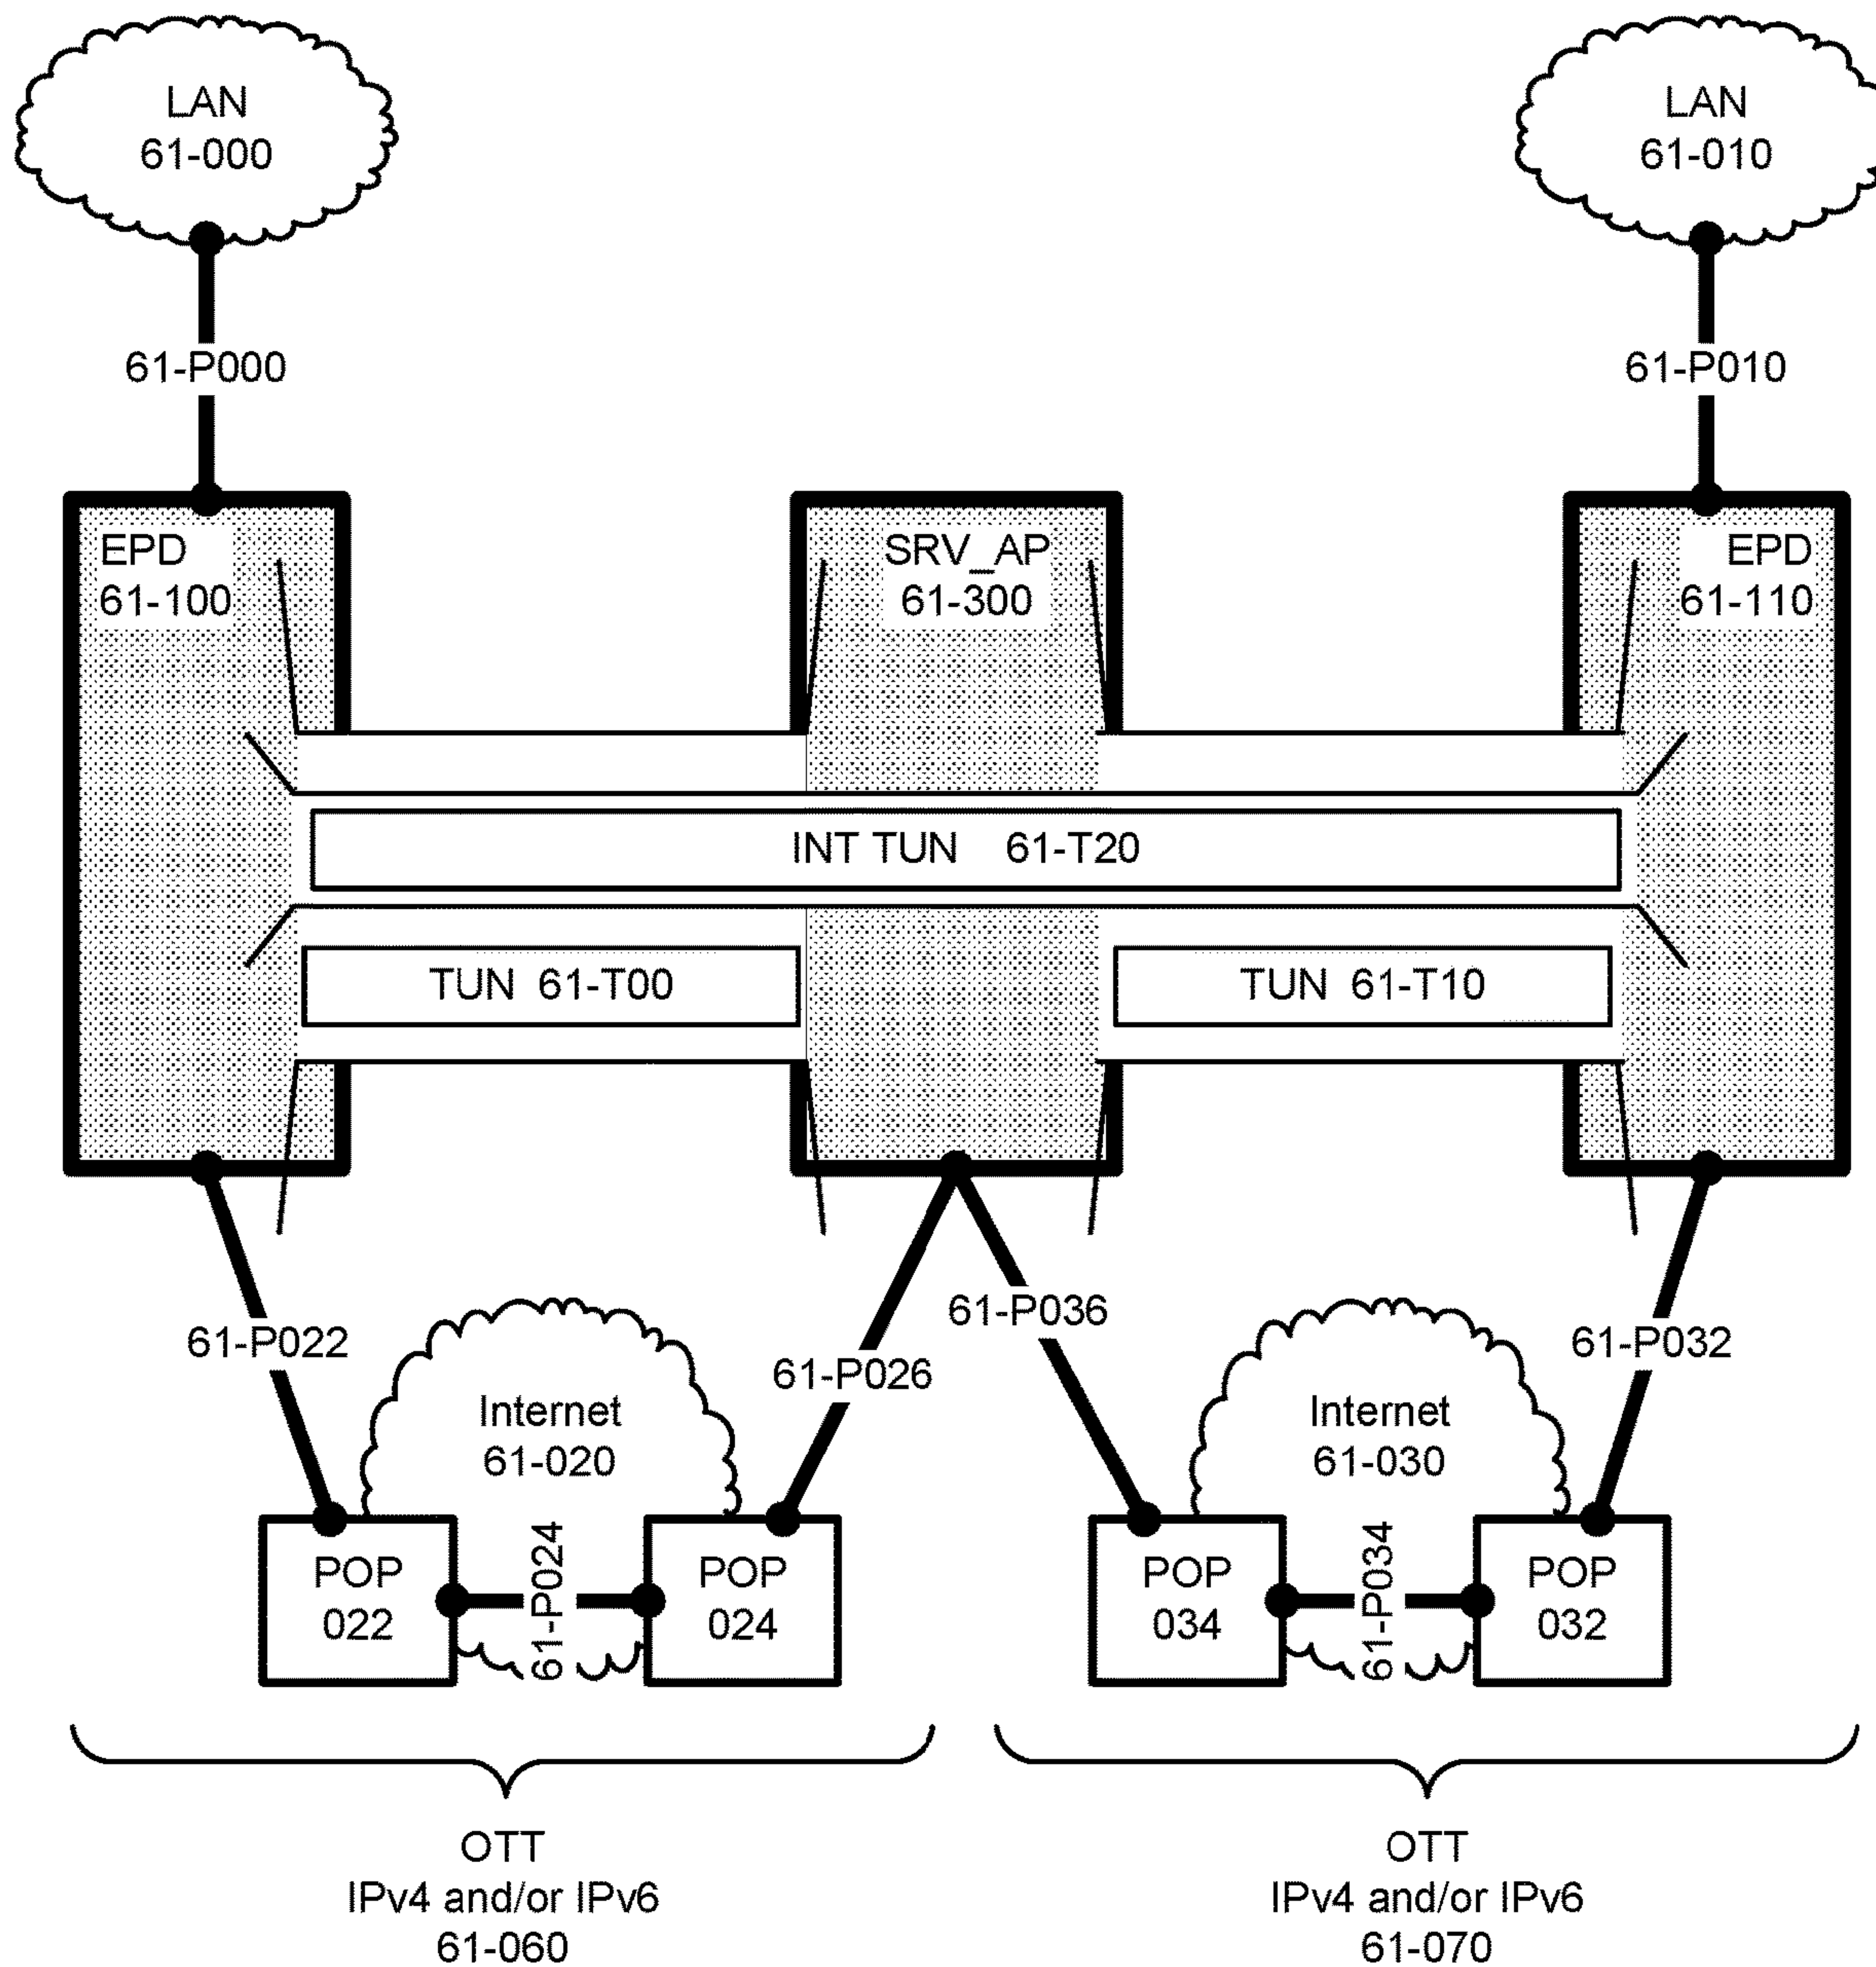 LAN
61-000
LAN
61-010
61-P000
61-P010
EPD
61-100
SRV_AP
61-300
EPD
61-110
INT TUN 61-T20
TUN 61-T00
TUN 61-T10
61-P022
61-P026
61-P036
61-P032
Internet
61-020
Internet
61-030
POP
022
61-P024
POP
024
POP
034
61-P034
POP
032
OTT
IPv4 and/or IPv6
61-060
OTT
IPv4 and/or IPv6
61-070